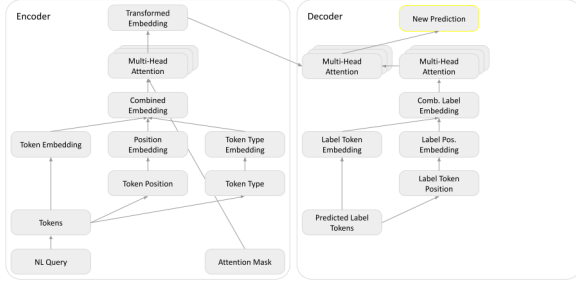 Encoder
Transformed
Embedding
Multi-Head
Attention
Combined
Embedding
Token Embedding
Position
Embedding
Token Type
Embedding
Token Position
Token Type
Tokens
NL Query
Attention Mask
Decoder
New Prediction
Multi-Head
Attention
Multi-Head
Attention
Comb. Label
Embedding
Label Token
Embedding
Label Pos.
Embedding
Label Token
Position
Predicted Label
Tokens